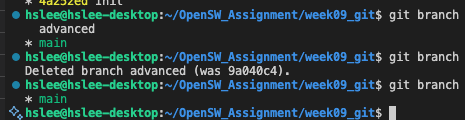 * 4a252ed init
hslee@hslee-desktop:~/OpenSW_Assignment/week09_git$ git branch
advanced
* main
hslee@hslee-desktop:~/OpenSW_Assignment/week09_git$ git branch
Deleted branch advanced (was 9a040c4).
hslee@hslee-desktop:~/OpenSW_Assignment/week09_git$ git branch
* main
hslee@hslee-desktop:~/OpenSW_Assignment/week09_git$